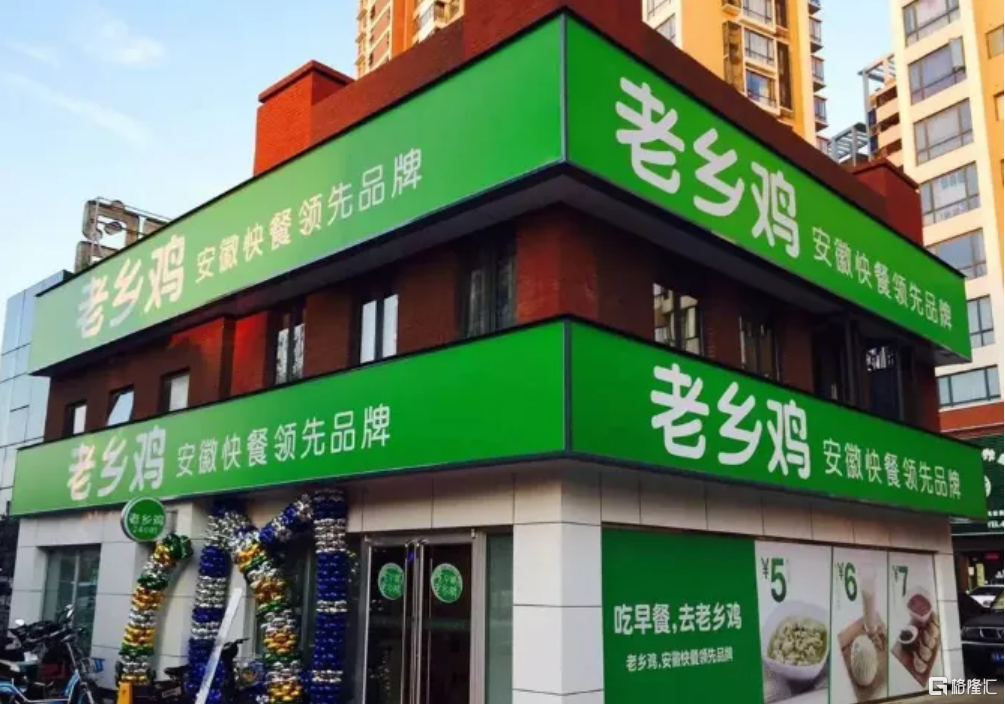 老乡鸡 安徽快餐领先品牌
老乡鸡 安徽快餐领先品牌
老乡鸡 安徽快餐领先品牌
老乡鸡 安徽快餐领先品牌
老乡鸡
吃早餐,去老乡鸡
老乡鸡,安徽快餐领先品牌
¥5
¥6
¥7
格隆汇